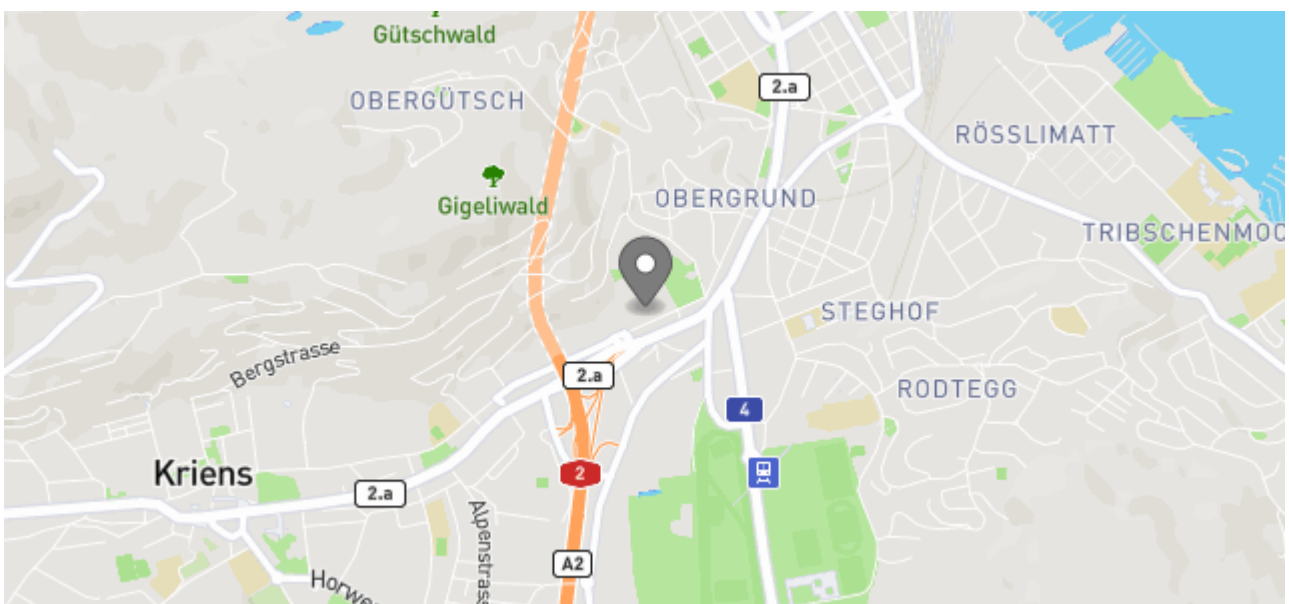 Gütschwald
2.a
OBERGÜTSCH
RÖSSLIMATT
Gigeliwald
OBERGRUND
TRIBSCHENMOO
STEGHOF
Bergstrasse
2.a
RODTEGG
4
Kriens
2
2.a
Alpenstrasse
A2
Horwe